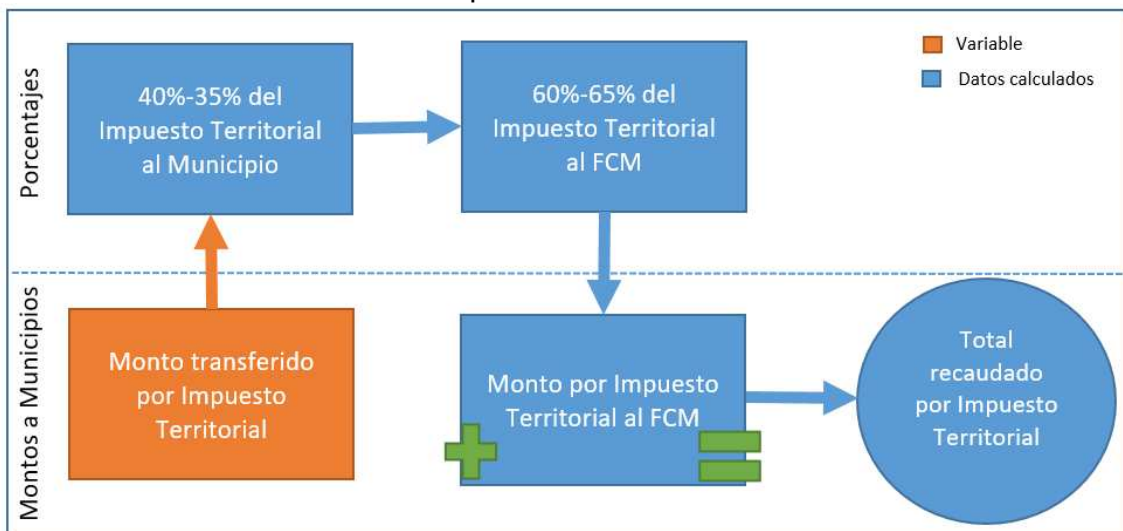 Porcentajes
40%-35% del
Impuesto Territorial
al Municipio
60%-65% del
Impuesto Territorial
al FCM
Variable
Datos calculados
Montos a Municipios
Monto transferido
por Impuesto
Territorial
Monto por Impuesto
Territorial al FCM
Total
recaudado
por Impuesto
Territorial